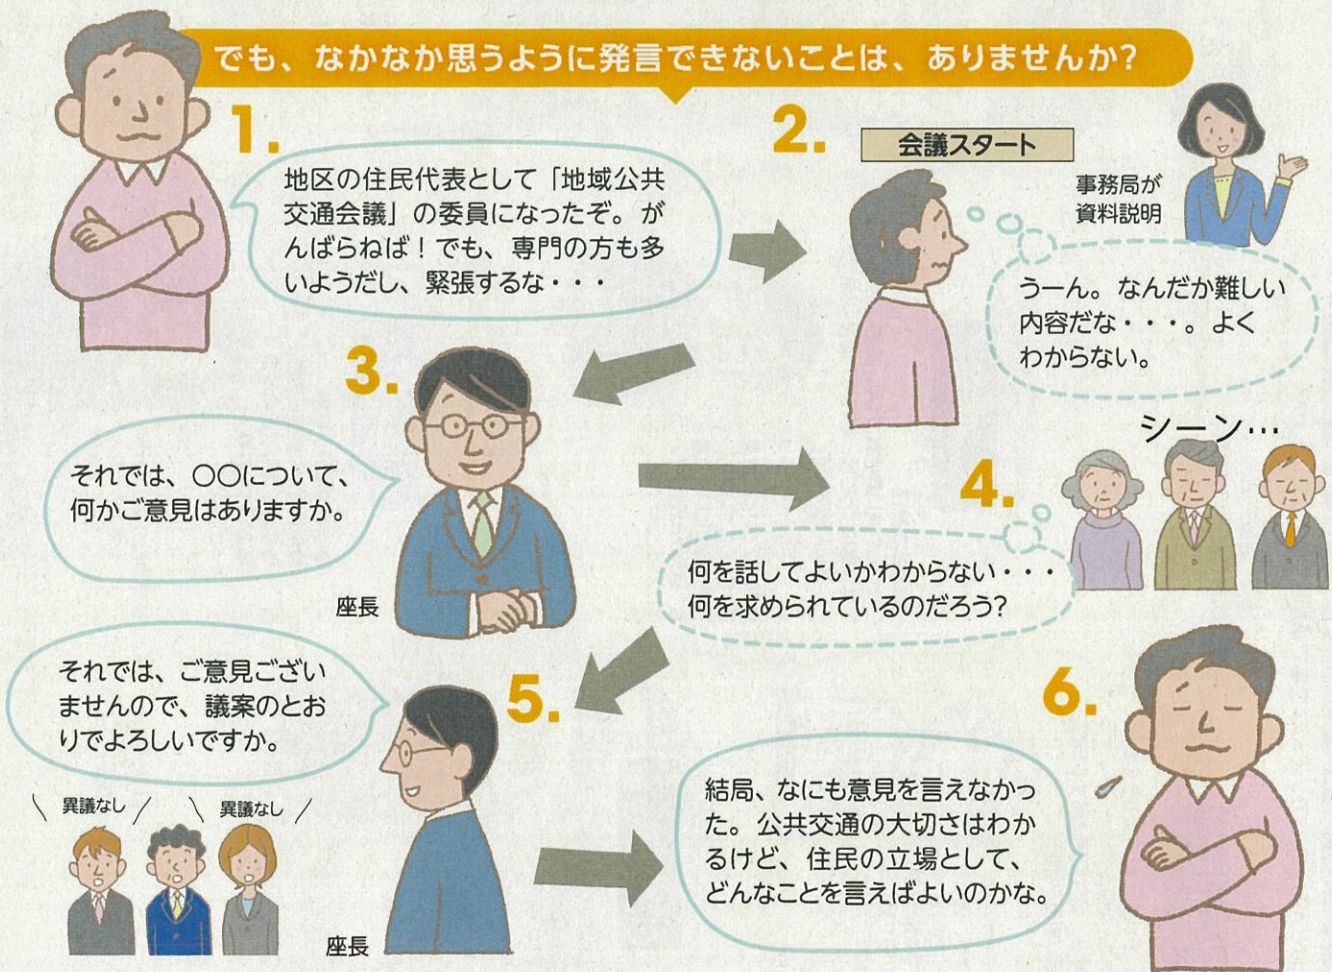 でも、なかなか思うように発言できないことは、ありませんか?
1.
地区の住民代表として「地域公共
交通会議」の委員になったぞ。が
んばらねば！でも、専門の方も多
いようだし、緊張するな・・・
2.
会議スタート
事務局が
資料説明
うーん。なんだか難しい
内容だな・・・。よく
わからない。
3.
それでは、〇〇について、
何かご意見はありますか。
座長
4.
シーン…
何を話してよいかわからない・・・
何を求められているのだろう?
5.
それでは、ご意見ござい
ませんので、議案のとお
りでよろしいですか。
異議なし
異議なし
座長
6.
結局、なにも意見を言えなかっ
た。公共交通の大切さはわか
るけど、住民の立場として、
どんなことを言えばよいのかな。